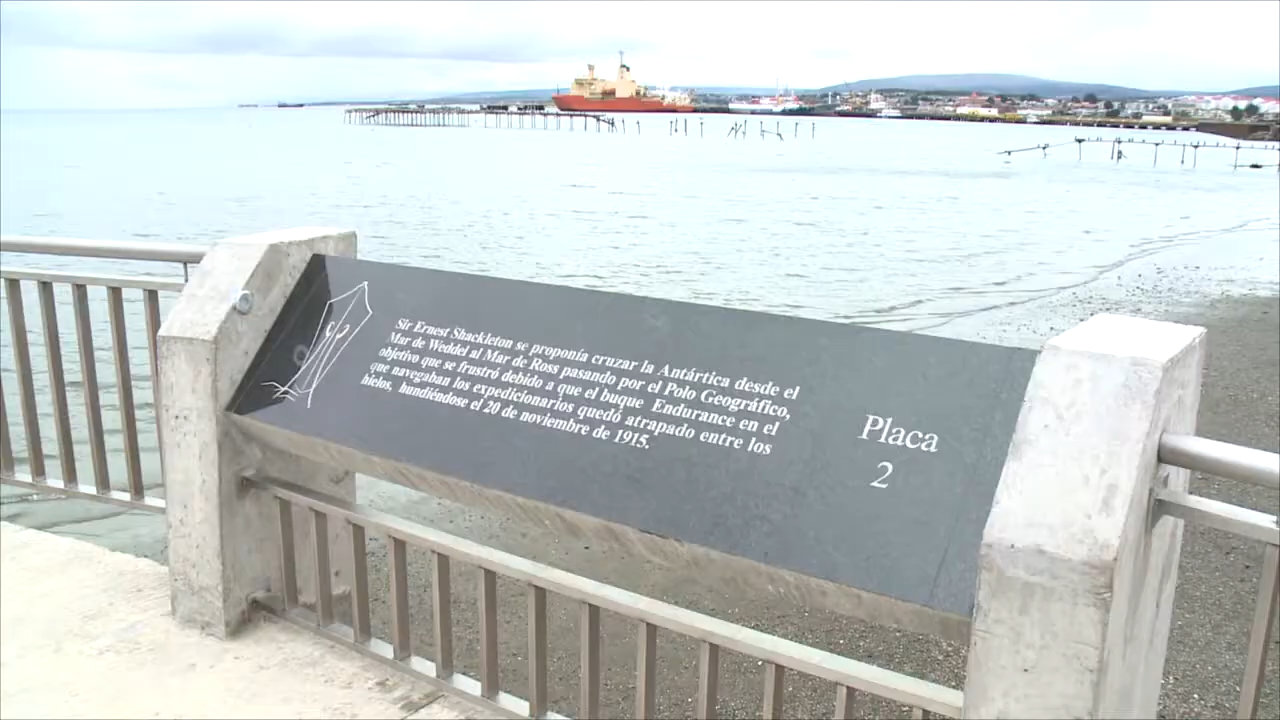 Sir Ernest Shackleton se proponía cruzar la Antártica desde el
Mar de Weddel al Mar de Ross pasando por el Polo Geográfico,
objetivo que se frustró debido a que el buque Endurance en el
que navegaban los expedicionarios quedó atrapado entre los
hielos, hundiéndose el 20 de noviembre de 1915.
Placa
2